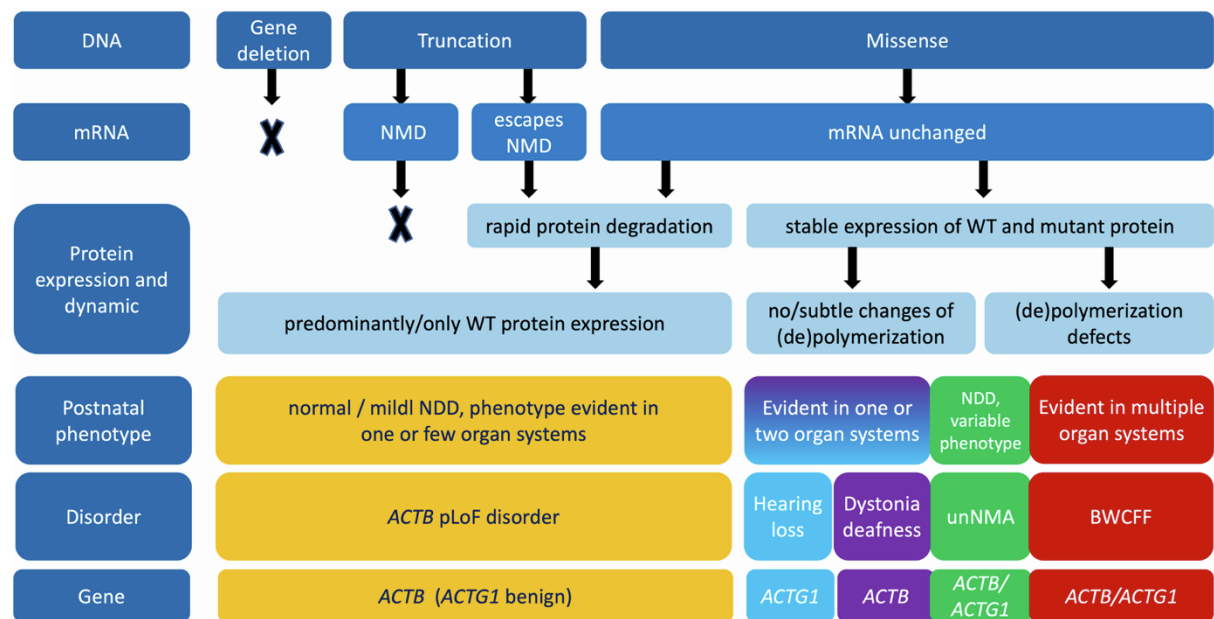 DNA
Gene
deletion
Truncation
Missense
mRNA
NMD
escapes
NMD
mRNA unchanged
Protein
expression and
dynamic
rapid protein degradation
stable expression of WT and mutant protein
predominantly/only WT protein expression
no/subtle changes of
(de)polymerization
(de)polymerization
defects
Postnatal
phenotype
normal / mildl NDD, phenotype evident in
one or few organ systems
Evident in one or
two organ systems
NDD,
variable
phenotype
Evident in multiple
organ systems
Disorder
ACTB pLoF disorder
Hearing
loss
Dystonia
deafness
unNMA
BWCFF
Gene
ACTB (ACTG1 benign)
ACTG1
ACTB
ACTB/
ACTG1
ACTB/ACTG1